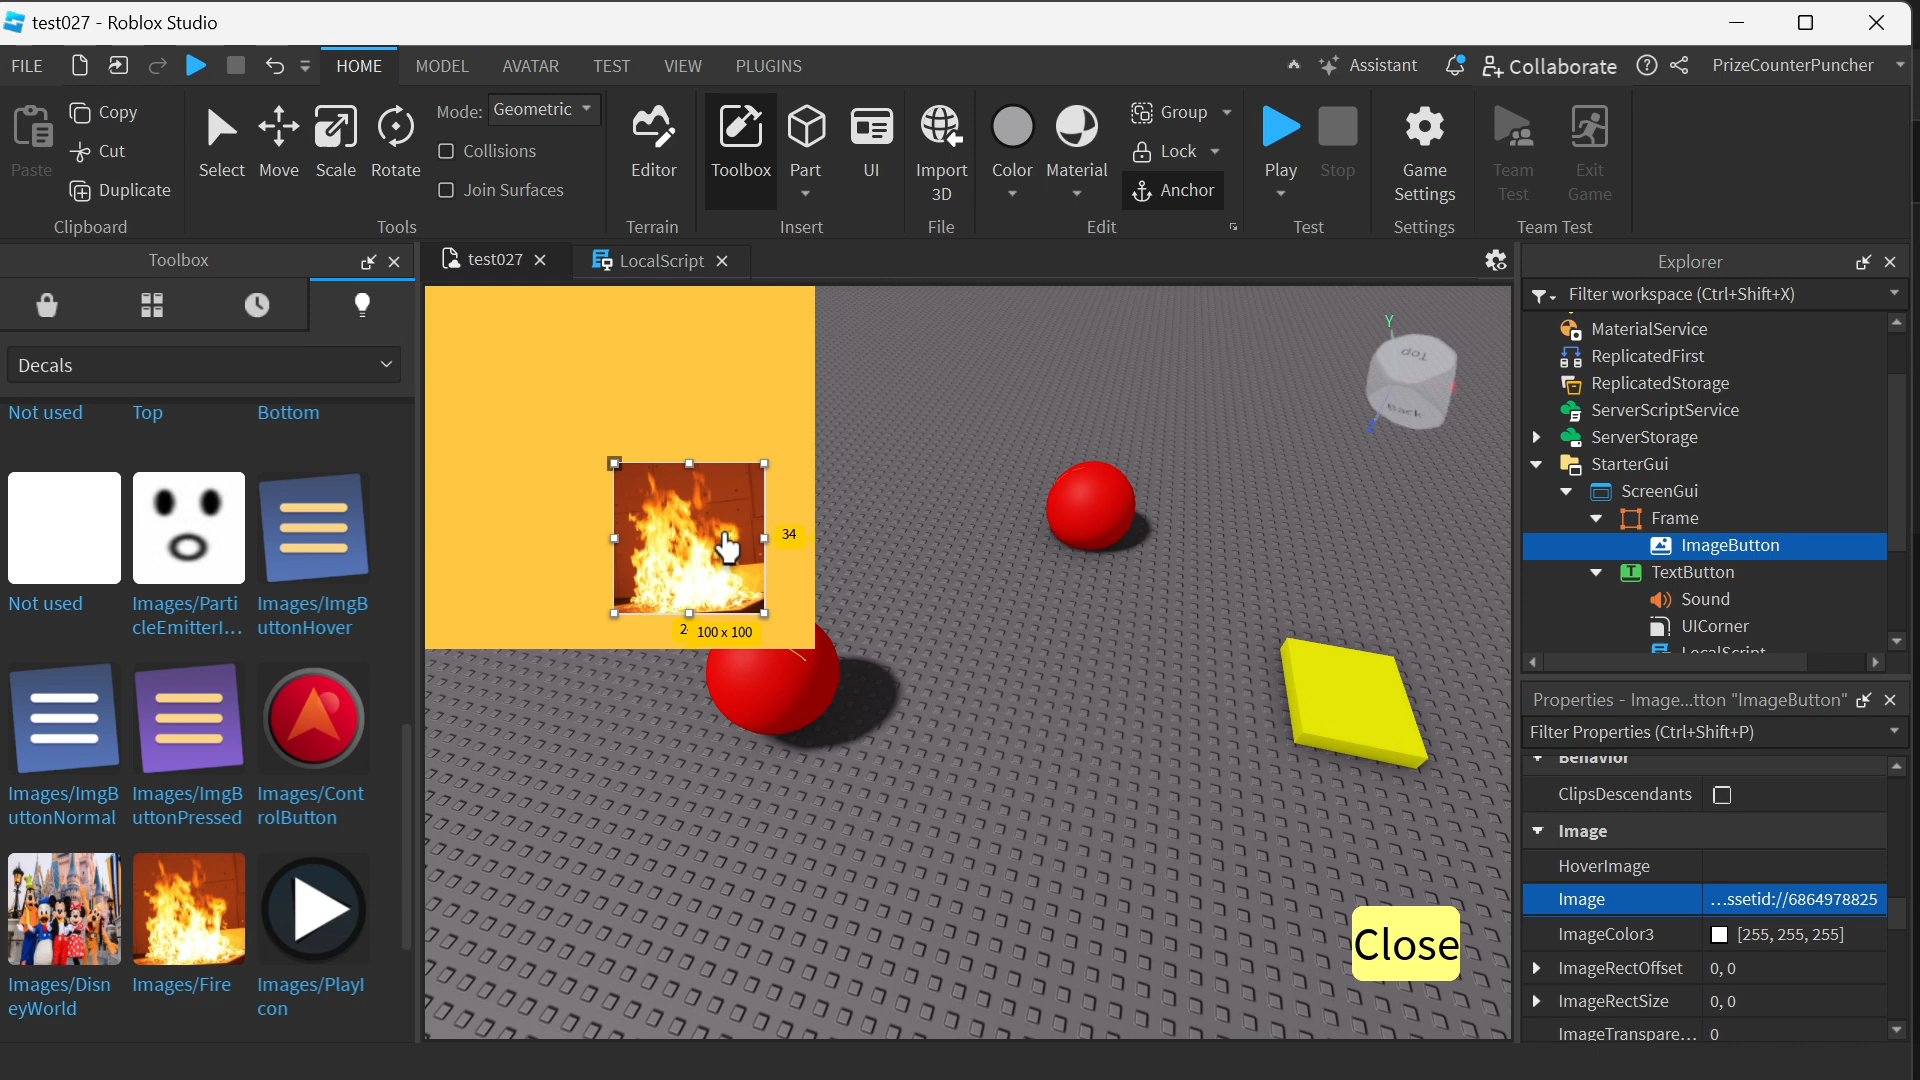 test027 - Roblox Studio
FILE HOME MODEL AVATAR TEST VIEW PLUGINS Assistant Collaborate PrizeCounterPuncher
Paste
Copy
Cut
Duplicate
Clipboard
Select Move Scale Rotate
Mode: Geometric
Collisions
Join Surfaces
Tools
Editor
Terrain
Toolbox Part UI
Insert
Import
3D
File
Color Material
Group
Lock
Anchor
Edit
Play Stop
Test
Game
Settings
Settings
Team
Test
Exit
Game
Team Test
Toolbox
Decals
Not used Top Bottom
Not used
Images/Parti
cleEmitterI...
Images/ImgB
uttonHover
Images/ImgB
uttonNormal
Images/ImgB
uttonPressed
Images/Cont
rolButton
Images/Disn
eyWorld
Images/Fire
Images/PlayI
con
test027 LocalScript
Y
Top
Back
Z
34
2
100 x 100
Close
Explorer
Filter workspace (Ctrl+Shift+X)
MaterialService
ReplicatedFirst
ReplicatedStorage
ServerScriptService
ServerStorage
StarterGui
ScreenGui
Frame
ImageButton
TextButton
Sound
UICorner
LocalScript
Properties - Image...tton "ImageButton"
Filter Properties (Ctrl+Shift+P)
Behavior
ClipsDescendants
Image
HoverImage
Image ...ssetid://6864978825
ImageColor3 [255, 255, 255]
ImageRectOffset 0, 0
ImageRectSize 0, 0
ImageTranspare... 0